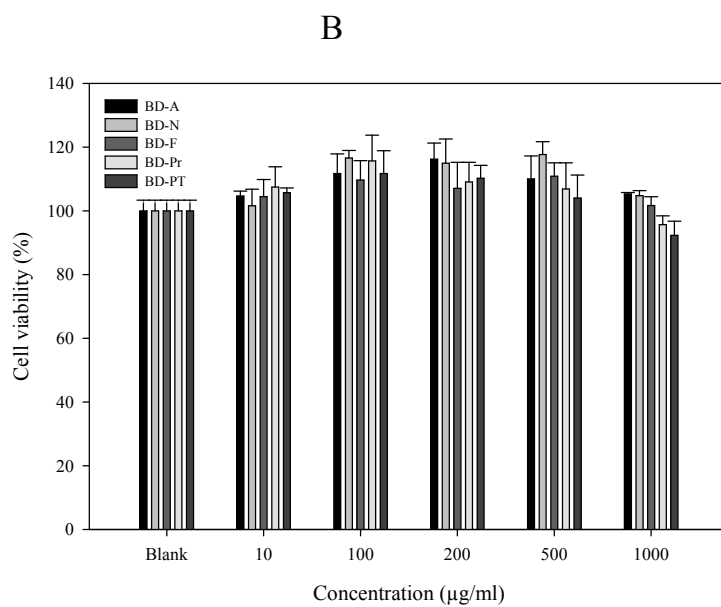 B
140
120
100
80
60
40
20
0
Cell viability (%)
BD-A
BD-N
BD-F
BD-Pr
BD-PT
Blank 10 100 200 500 1000
Concentration (μg/ml)